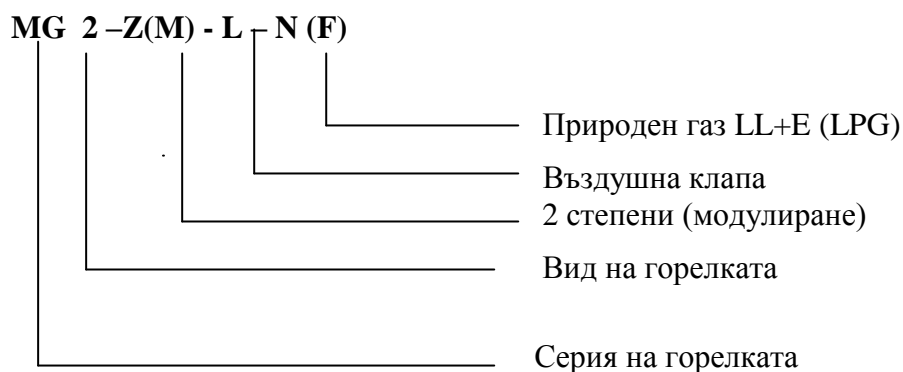 MG 2 –Z(M) - L – N (F)
Природен газ LL+E (LPG)
Въздушна клапа
2 степени (модулиране)
Вид на горелката
Серия на горелката